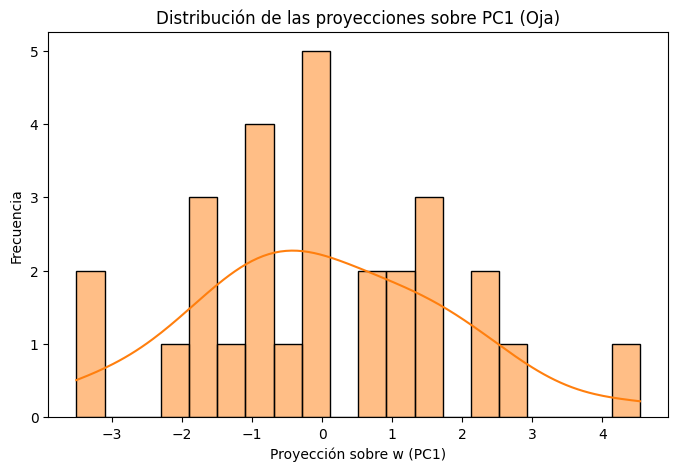 Distribución de las proyecciones sobre PC1 (Oja)
5
4
3
2
1
0
Frecuencia
−3 −2 −1 0 1 2 3 4
Proyección sobre w (PC1)